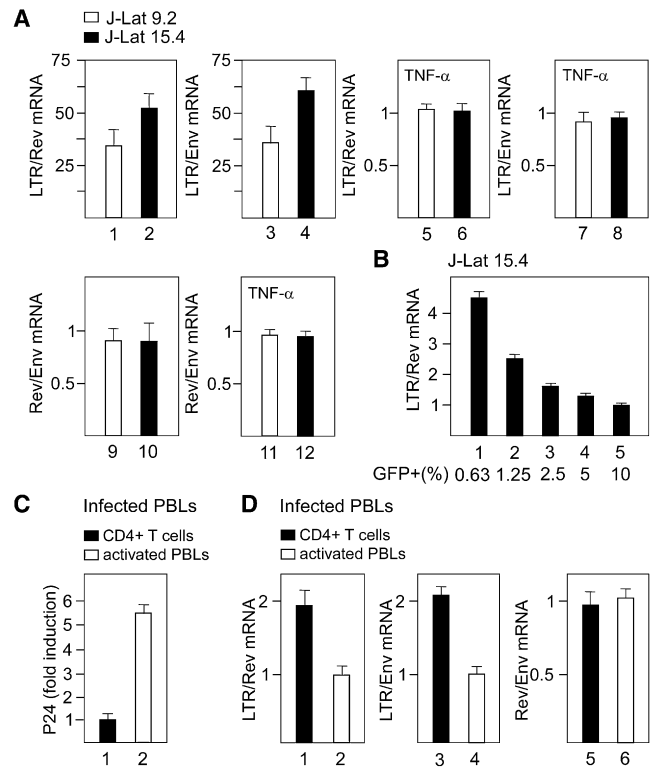 A
J-Lat 9.2
J-Lat 15.4
LTR/Rev mRNA
75
50
25
1 2
LTR/Env mRNA
75
50
25
3 4
LTR/Rev mRNA
TNF-α
1
0.5
5 6
LTR/Env mRNA
TNF-α
1
0.5
7 8
Rev/Env mRNA
1
0.5
9 10
Rev/Env mRNA
TNF-α
1
0.5
11 12
B
J-Lat 15.4
LTR/Rev mRNA
4
3
2
1
1 2 3 4 5
GFP+(%) 0.63 1.25 2.5 5 10
C
Infected PBLs
CD4+ T cells
activated PBLs
P24 (fold induction)
6
5
4
3
2
1
1 2
D
Infected PBLs
CD4+ T cells
activated PBLs
LTR/Rev mRNA
2
1
1 2
LTR/Env mRNA
2
1
3 4
Rev/Env mRNA
1
0.5
5 6